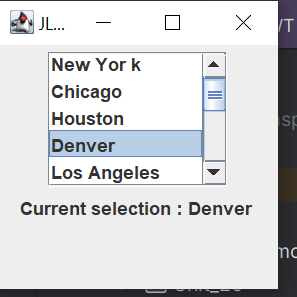 JL...
New Yor k
Chicago
Houston
Denver
Los Angeles
Current selection : Denver